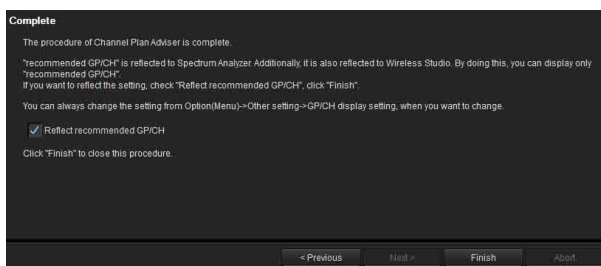 Complete
The procedure of Channel Plan Adviser is complete.
"recommended GP/CH" is reflected to Spectrum Analyzer. Additionally, it is also reflected to Wireless Studio. By doing this, you can display only
"recommended GP/CH".
If you want to reflect the setting, check "Reflect recommended GP/CH", click "Finish".
You can always change the setting from Option(Menu)->Other setting->GP/CH display setting, when you want to change.
Reflect recommended GP/CH
Click "Finish" to close this procedure.
< Previous
Next >
Finish
Abort